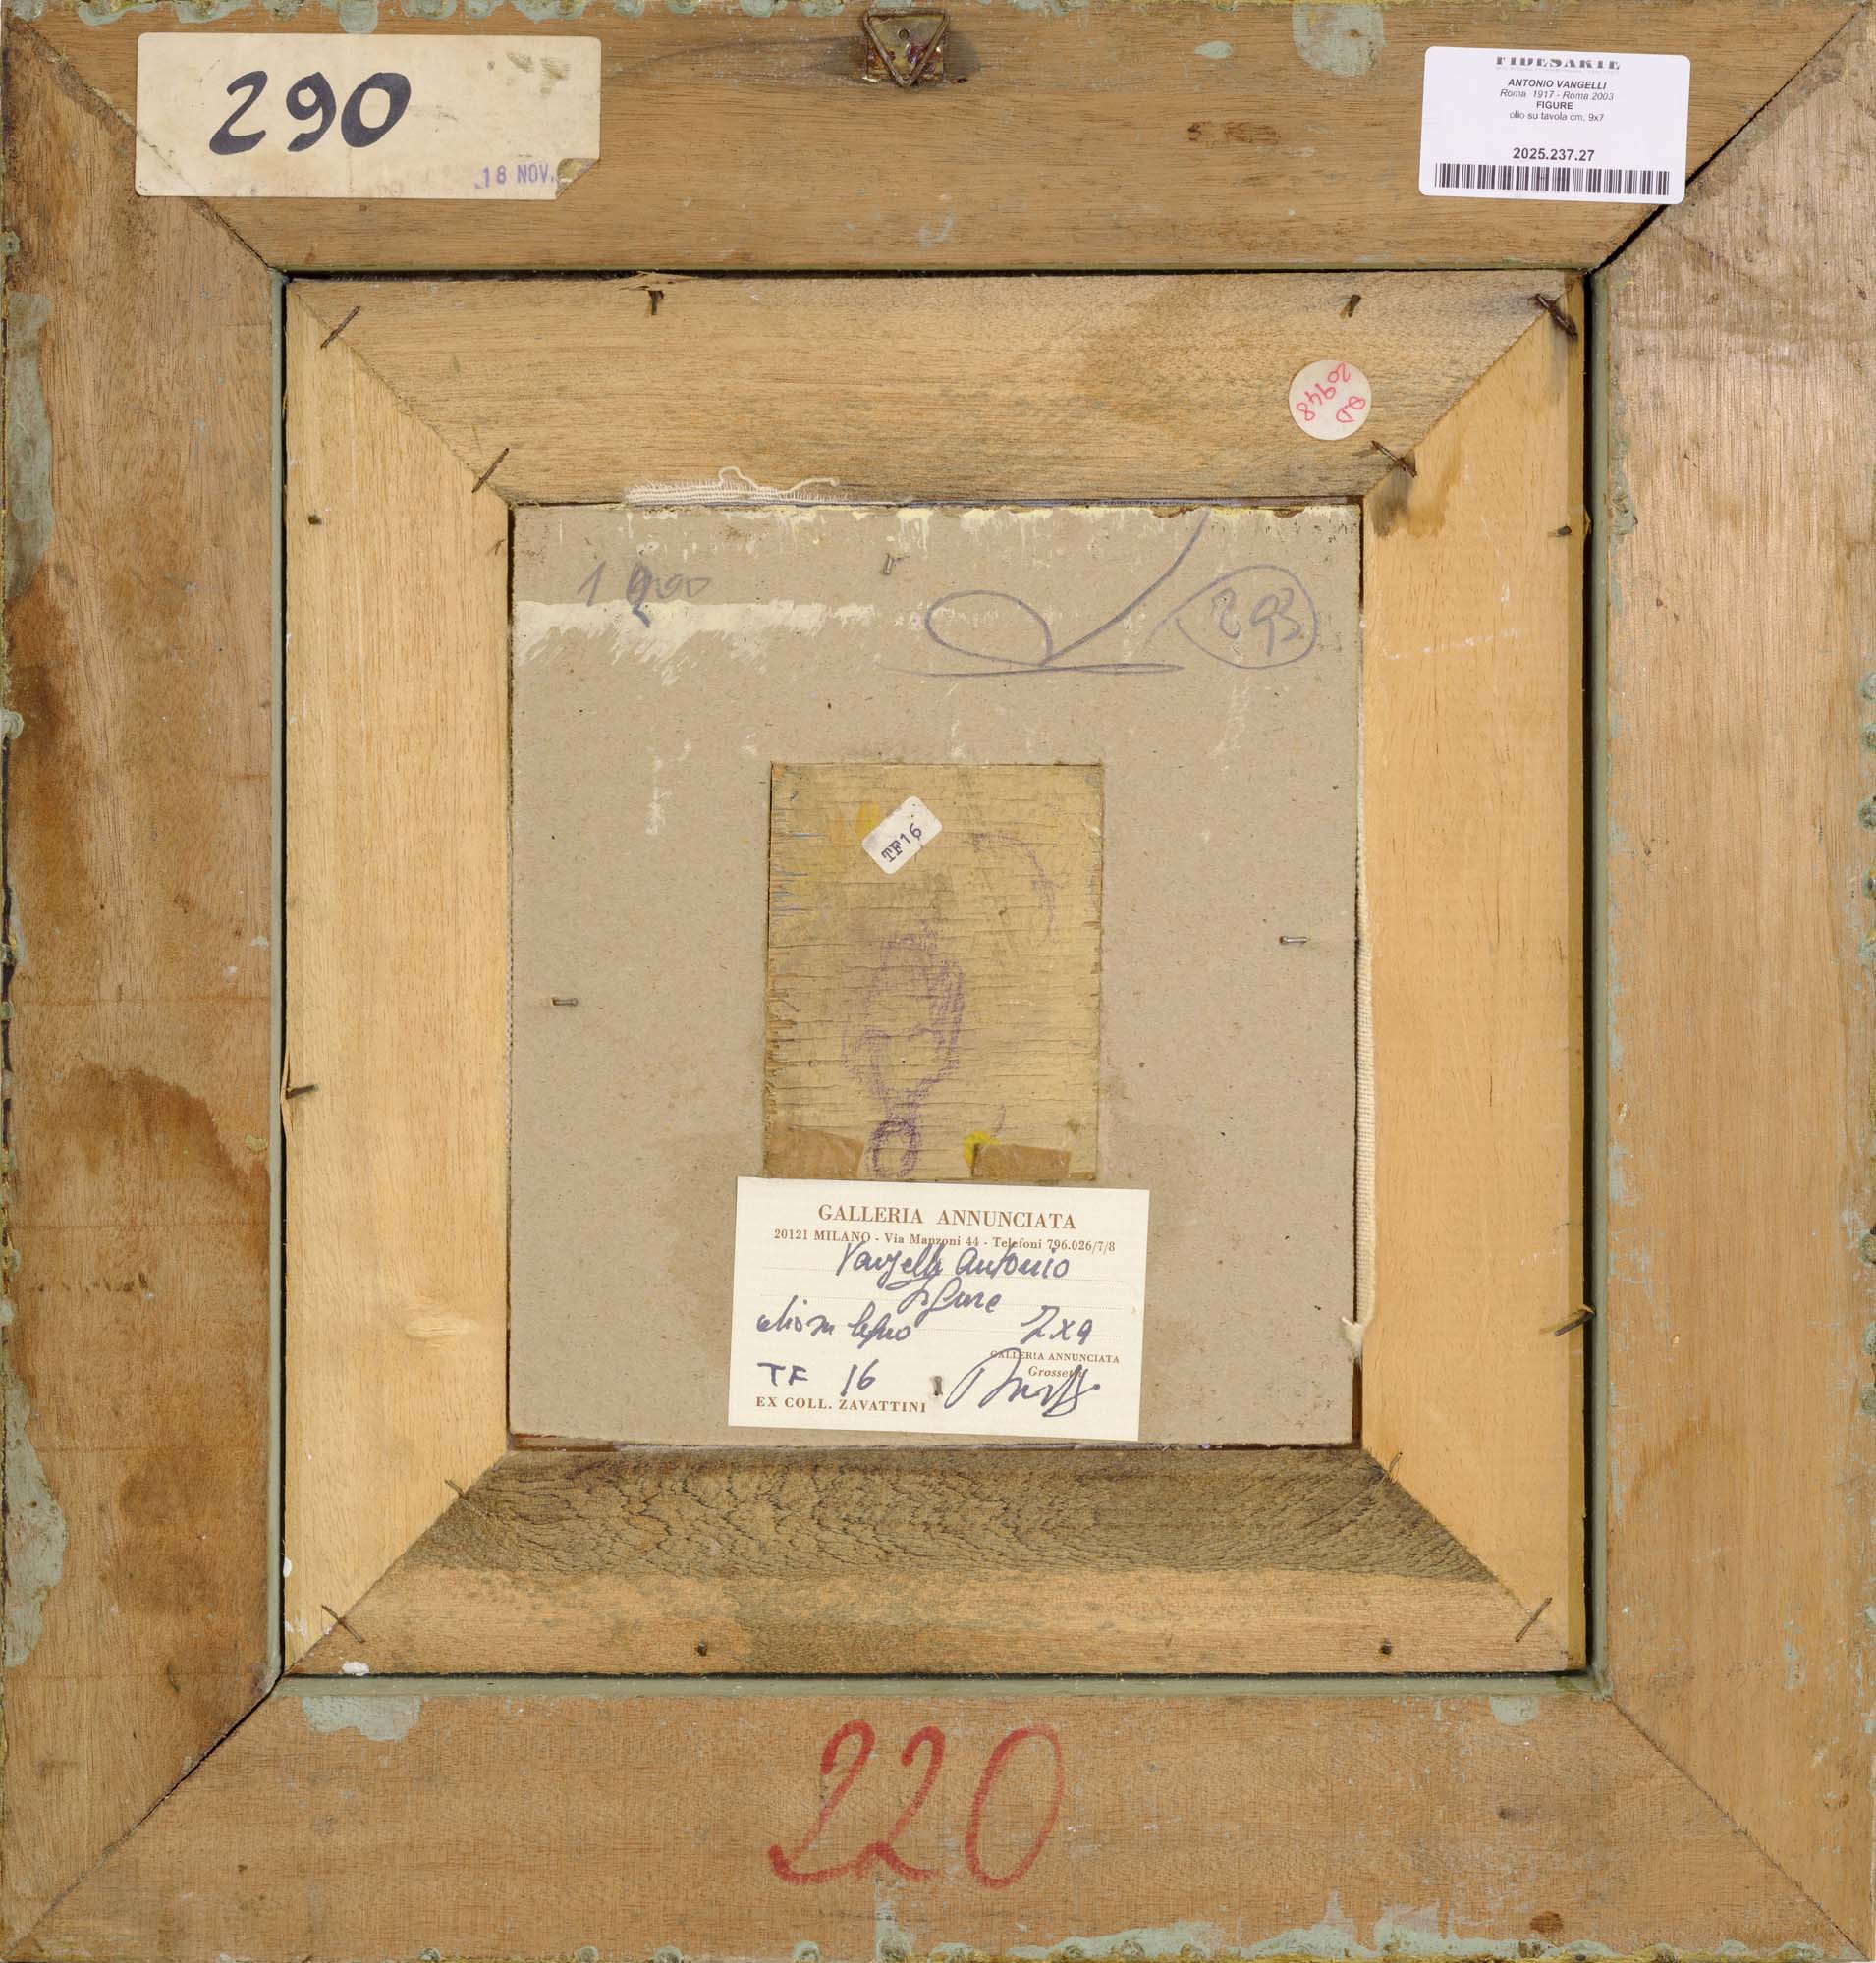 290
18 NOV.
FIDESARTE
ANTONIO VANGELLI
Roma 1917 - Roma 2003
FIGURE
olio su tavola cm. 9x7
2025.237.27
20948
QD
293
TF16
GALLERIA ANNUNCIATA
20121 MILANO - Via Manzoni 44 - Telefoni 796.026/7/8
Vangelli Antonio
figure
olio su legno 7x9
GALLERIA ANNUNCIATA
Grossetti
TF 16
EX COLL. ZAVATTINI
220